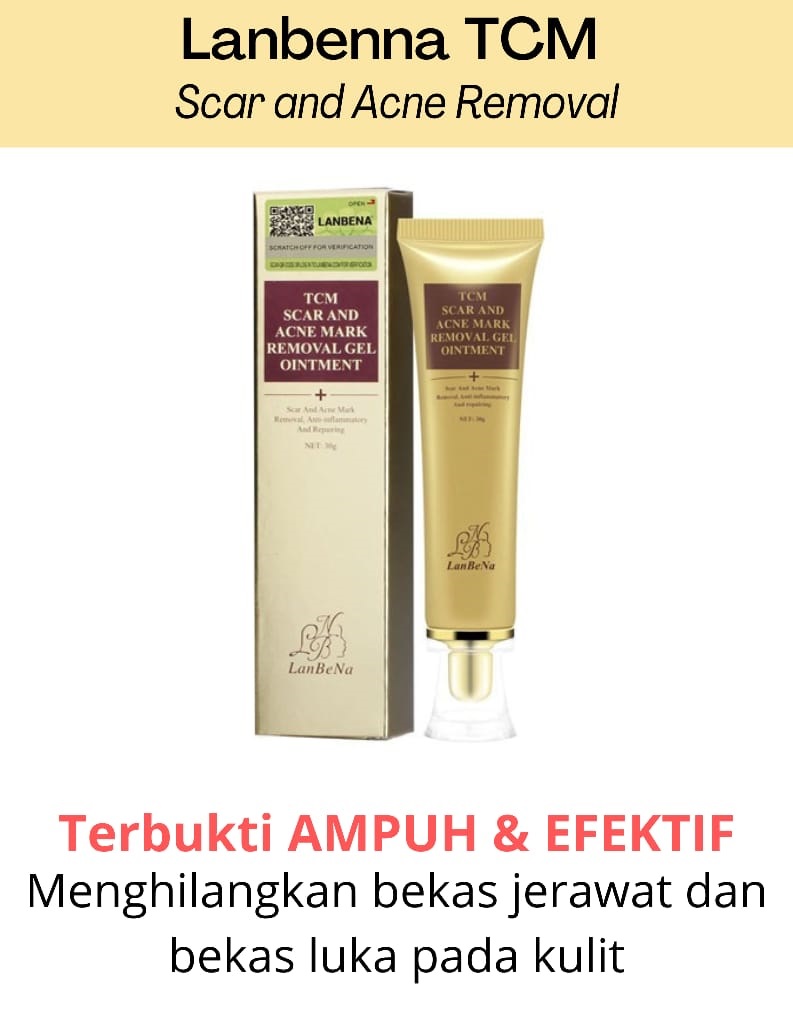 Lanbenna TCM
Scar and Acne Removal
OPEN
LANBENA
SCRATCH OFF FOR VERIFICATION
TCM
SCAR AND
ACNE MARK
REMOVAL GEL
OINTMENT
Scar And Acne Mark
Removal, Anti-inflammatory
And Repairing
NET: 30g
NB
LanBeNa
TCM
SCAR AND
ACNE MARK
REMOVAL GEL
OINTMENT
Scar And Acne Mark
Removal, Anti-inflammatory
And repairing
NET: 30g
NB
LanBeNa
Terbukti AMPUH & EFEKTIF
Menghilangkan bekas jerawat dan
bekas luka pada kulit